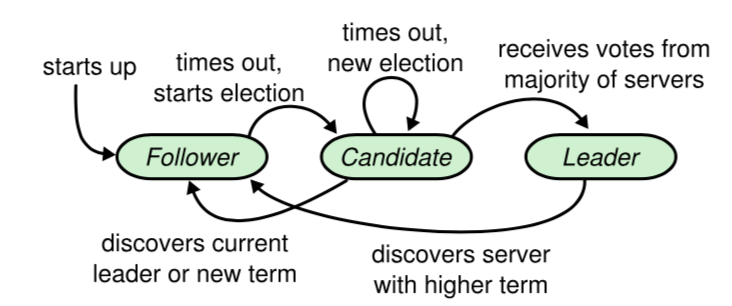 starts up
times out,
starts election
times out,
new election
receives votes from
majority of servers
Follower
Candidate
Leader
discovers current
leader or new term
discovers server
with higher term